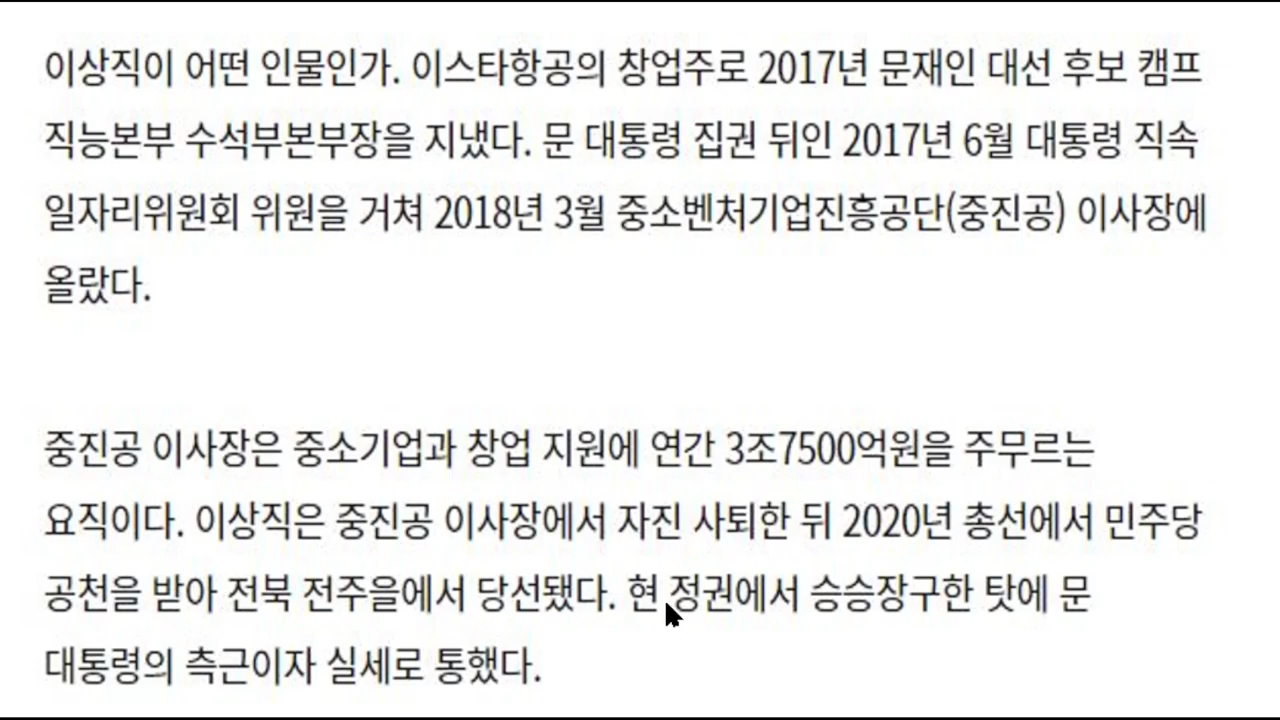 이상직이 어떤 인물인가. 이스타항공의 창업주로 2017년 문재인 대선 후보 캠프
직능본부 수석부본부장을 지냈다. 문 대통령 집권 뒤인 2017년 6월 대통령 직속
일자리위원회 위원을 거쳐 2018년 3월 중소벤처기업진흥공단(중진공) 이사장에
올랐다.
중진공 이사장은 중소기업과 창업 지원에 연간 3조7500억원을 주무르는
요직이다. 이상직은 중진공 이사장에서 자진 사퇴한 뒤 2020년 총선에서 민주당
공천을 받아 전북 전주을에서 당선됐다. 현 정권에서 승승장구한 탓에 문
대통령의 측근이자 실세로 통했다.